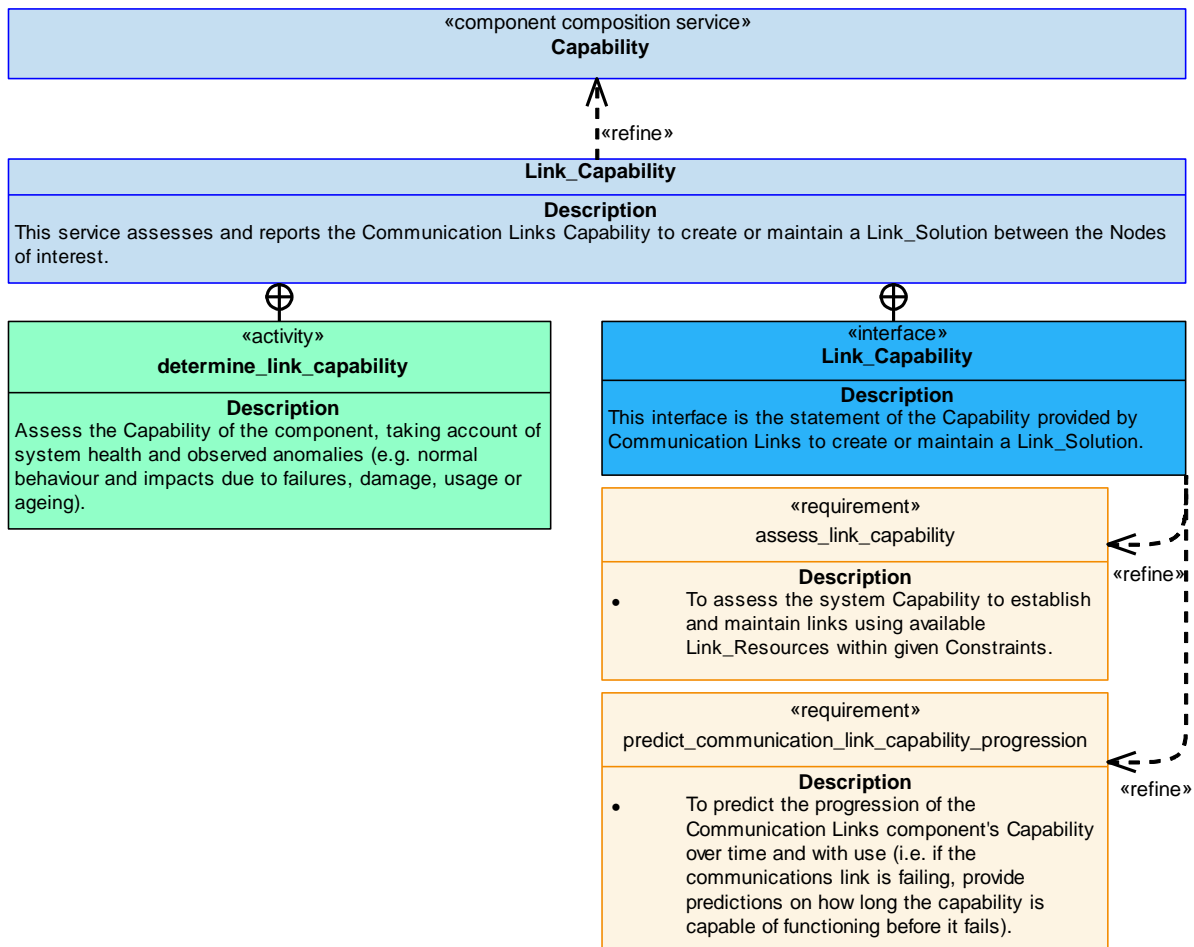 «component composition service»
Capability
«refine»
Link_Capability
Description
This service assesses and reports the Communication Links Capability to create or maintain a Link_Solution between the Nodes
of interest.
«activity»
determine_link_capability
Description
Assess the Capability of the component, taking account of
system health and observed anomalies (e.g. normal
behaviour and impacts due to failures, damage, usage or
ageing).
«interface»
Link_Capability
Description
This interface is the statement of the Capability provided by
Communication Links to create or maintain a Link_Solution.
«requirement»
assess_link_capability
«refine»
Description
• To assess the system Capability to establish
and maintain links using available
Link_Resources within given Constraints.
«requirement»
predict_communication_link_capability_progression
«refine»
Description
• To predict the progression of the
Communication Links component's Capability
over time and with use (i.e. if the
communications link is failing, provide
predictions on how long the capability is
capable of functioning before it fails).